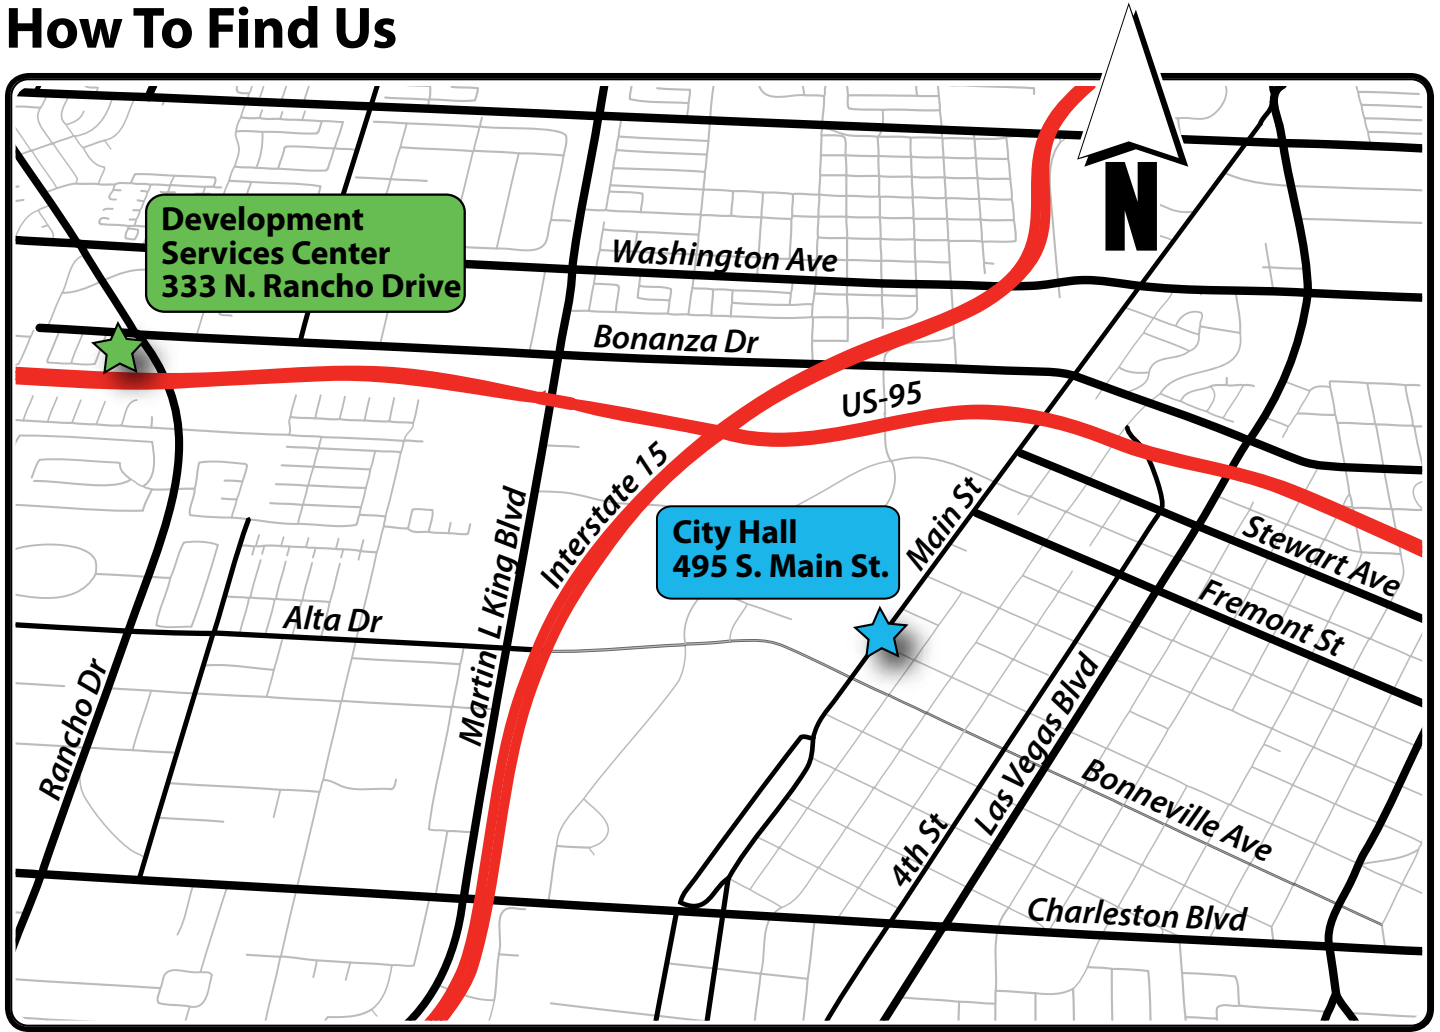 How To Find Us
N
Development
Services Center
333 N. Rancho Drive
Washington Ave
Bonanza Dr
US-95
Interstate 15
Main St
City Hall
495 S. Main St.
Stewart Ave
Fremont St
Martin L King Blvd
Alta Dr
Rancho Dr
Las Vegas Blvd
4th St
Bonneville Ave
Charleston Blvd